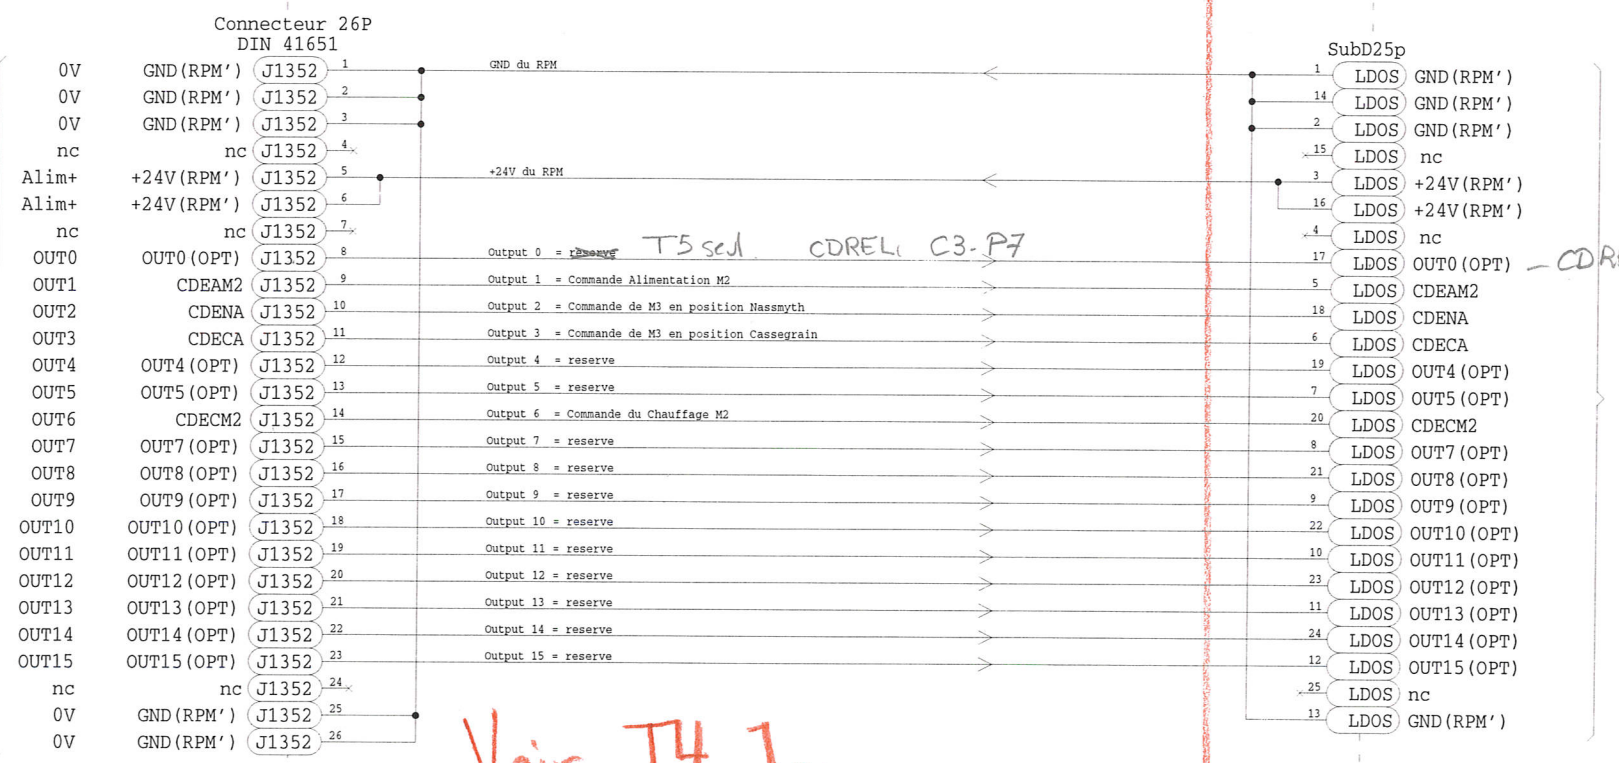 Connecteur 26P
DIN 41651
SubD25p
0V GND(RPM') J1352 1 GND du RPM 1 LDOS GND(RPM')
0V GND(RPM') J1352 2 14 LDOS GND(RPM')
0V GND(RPM') J1352 3 2 LDOS GND(RPM')
nc nc J1352 4 15 LDOS nc
Alim+ +24V(RPM') J1352 5 +24V du RPM 3 LDOS +24V(RPM')
Alim+ +24V(RPM') J1352 6 16 LDOS +24V(RPM')
nc nc J1352 7 4 LDOS nc
OUT0 OUT0(OPT) J1352 8 Output 0 = reserve T5 seul CDREL C3-P7 17 LDOS OUT0(OPT) - CDR
OUT1 CDEAM2 J1352 9 Output 1 = Commande Alimentation M2 5 LDOS CDEAM2
OUT2 CDENA J1352 10 Output 2 = Commande de M3 en position Nassmyth 18 LDOS CDENA
OUT3 CDECA J1352 11 Output 3 = Commande de M3 en position Cassegrain 6 LDOS CDECA
OUT4 OUT4(OPT) J1352 12 Output 4 = reserve 19 LDOS OUT4(OPT)
OUT5 OUT5(OPT) J1352 13 Output 5 = reserve 7 LDOS OUT5(OPT)
OUT6 CDECM2 J1352 14 Output 6 = Commande du Chauffage M2 20 LDOS CDECM2
OUT7 OUT7(OPT) J1352 15 Output 7 = reserve 8 LDOS OUT7(OPT)
OUT8 OUT8(OPT) J1352 16 Output 8 = reserve 21 LDOS OUT8(OPT)
OUT9 OUT9(OPT) J1352 17 Output 9 = reserve 9 LDOS OUT9(OPT)
OUT10 OUT10(OPT) J1352 18 Output 10 = reserve 22 LDOS OUT10(OPT)
OUT11 OUT11(OPT) J1352 19 Output 11 = reserve 10 LDOS OUT11(OPT)
OUT12 OUT12(OPT) J1352 20 Output 12 = reserve 23 LDOS OUT12(OPT)
OUT13 OUT13(OPT) J1352 21 Output 13 = reserve 11 LDOS OUT13(OPT)
OUT14 OUT14(OPT) J1352 22 Output 14 = reserve 24 LDOS OUT14(OPT)
OUT15 OUT15(OPT) J1352 23 Output 15 = reserve 12 LDOS OUT15(OPT)
nc nc J1352 24 25 LDOS nc
0V GND(RPM') J1352 25 13 LDOS GND(RPM')
0V GND(RPM') J1352 26
Voir T4